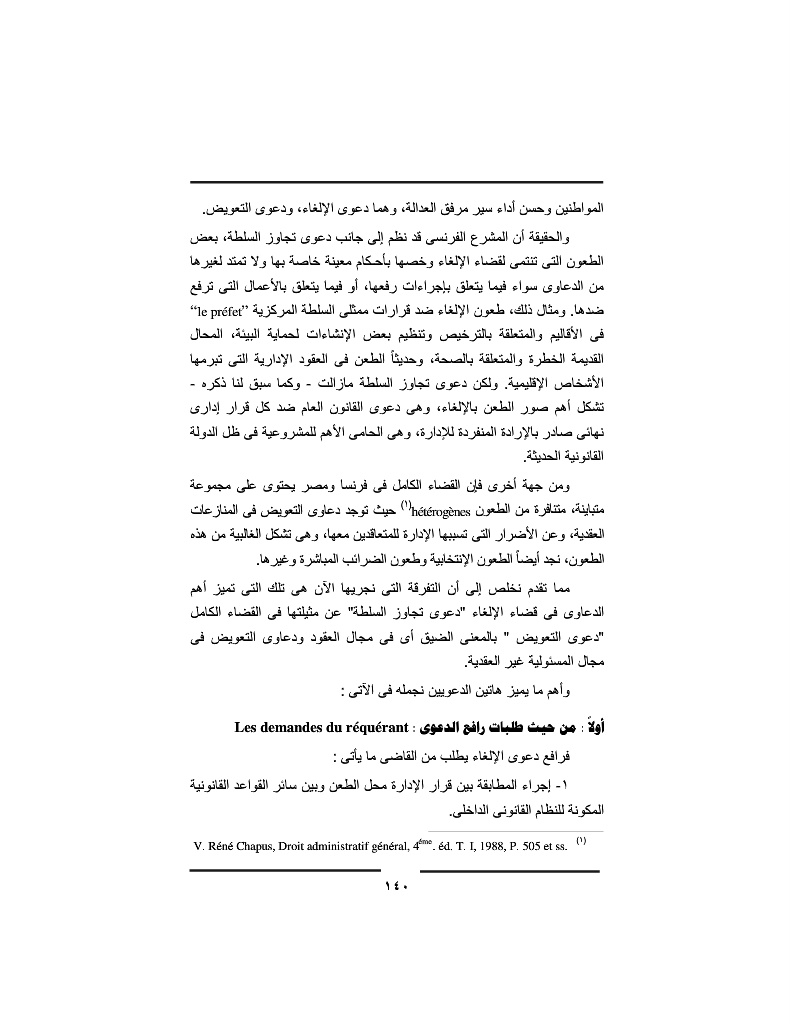 المواطنين وحسن أداء سير مرفق العدالة، وهما دعوى الإلغاء، ودعوى التعويض.
والحقيقة أن المشرع الفرنسى قد نظم إلى جانب دعوى تجاوز السلطة، بعض
الطعون التى تنتمى لقضاء الإلغاء وخصها بأحكام معينة خاصة بها ولا تمتد لغيرها
من الدعاوى سواء فيما يتعلق بإجراءات رفعها، أو فيما يتعلق بالأعمال التى ترفع
ضدها. ومثال ذلك، طعون الإلغاء ضد قرارات ممثلى السلطة المركزية “le préfet”
فى الأقاليم والمتعلقة بالترخيص وتنظيم بعض الإنشاءات لحماية البيئة، المحال
القديمة الخطرة والمتعلقة بالصحة، وحديثاً الطعن فى العقود الإدارية التى تبرمها
الأشخاص الإقليمية. ولكن دعوى تجاوز السلطة مازالت - وكما سبق لنا ذكره -
تشكل أهم صور الطعن بالإلغاء، وهى دعوى القانون العام ضد كل قرار إدارى
نهائى صادر بالإرادة المنفردة للإدارة، وهى الحامى الأهم للمشروعية فى ظل الدولة
القانونية الحديثة.
ومن جهة أخرى فإن القضاء الكامل فى فرنسا ومصر يحتوى على مجموعة
متباينة، متنافرة من الطعون hétérogènes(١) حيث توجد دعاوى التعويض فى المنازعات
العقدية، وعن الأضرار التى تسببها الإدارة للمتعاقدين معها، وهى تشكل الغالبية من هذه
الطعون، نجد أيضاً الطعون الإنتخابية وطعون الضرائب المباشرة وغيرها.
مما تقدم نخلص إلى أن التفرقة التى نجريها الآن هى تلك التى تميز أهم
الدعاوى فى قضاء الإلغاء "دعوى تجاوز السلطة" عن مثيلتها فى القضاء الكامل
"دعوى التعويض " بالمعنى الضيق أى فى مجال العقود ودعاوى التعويض فى
مجال المسئولية غير العقدية.
وأهم ما يميز هاتين الدعويين نجمله فى الآتى :
أولاً : من حيث طلبات رافع الدعوى : Les demandes du réquérant
فرافع دعوى الإلغاء يطلب من القاضى ما يأتى :
١- إجراء المطابقة بين قرار الإدارة محل الطعن وبين سائر القواعد القانونية
المكونة للنظام القانونى الداخلى.
(١) V. Réné Chapus, Droit administratif général, 4éme. éd. T. I, 1988, P. 505 et ss.
١٤٠